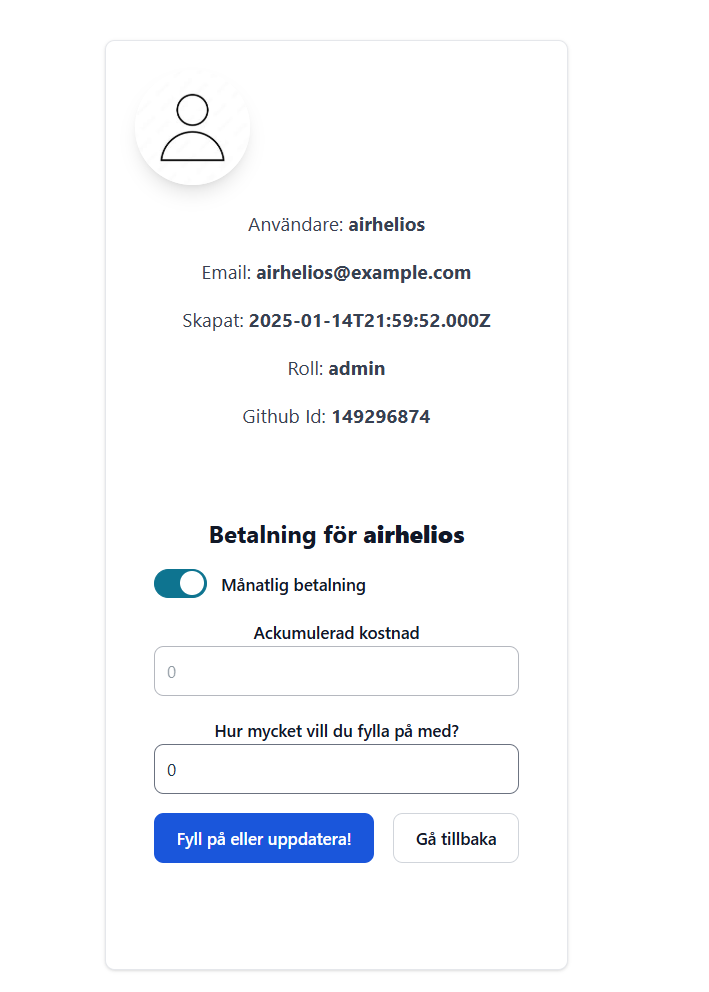 Användare: airhelios
Email: airhelios@example.com
Skapat: 2025-01-14T21:59:52.000Z
Roll: admin
Github Id: 149296874
Betalning för airhelios
Månatlig betalning
Ackumulerad kostnad
0
Hur mycket vill du fylla på med?
0
Fyll på eller uppdatera! Gå tillbaka